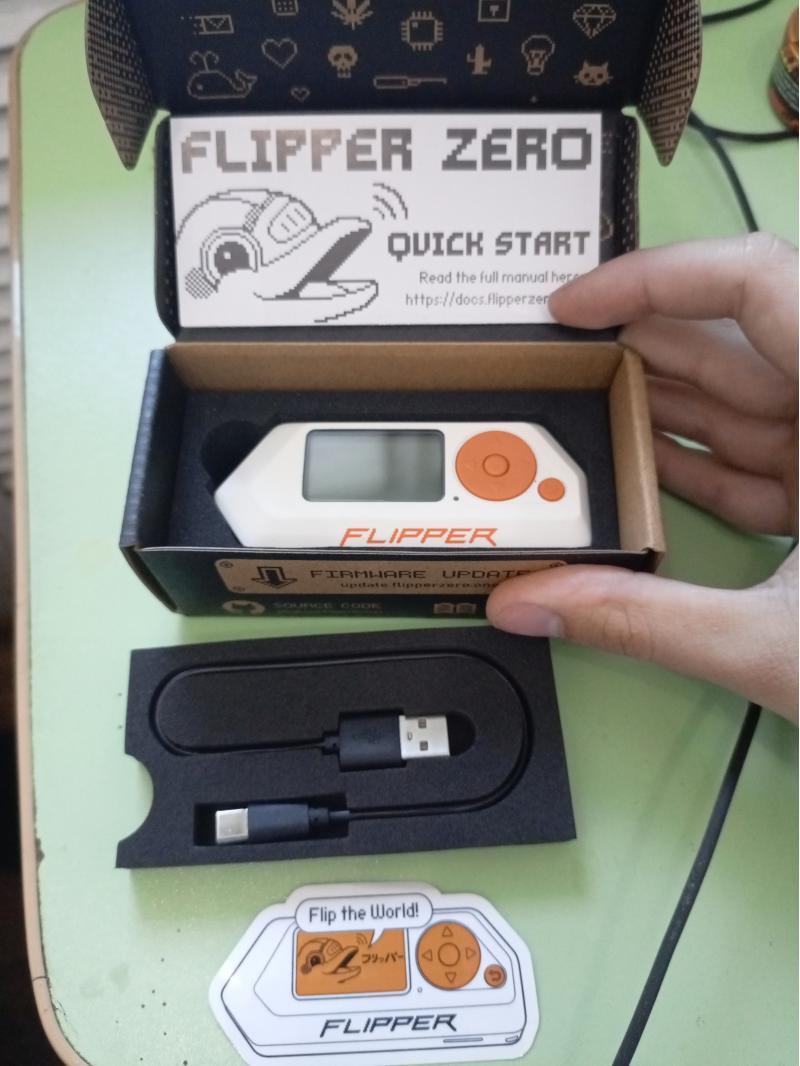 FLIPPER ZERO
QUICK START
Read the full manual here
https://docs.flipperzer
FLIPPER
FIRMWARE UPDATE
update.flipperzero.one
SOURCE CODE
Flip the World!
フリッパー
FLIPPER